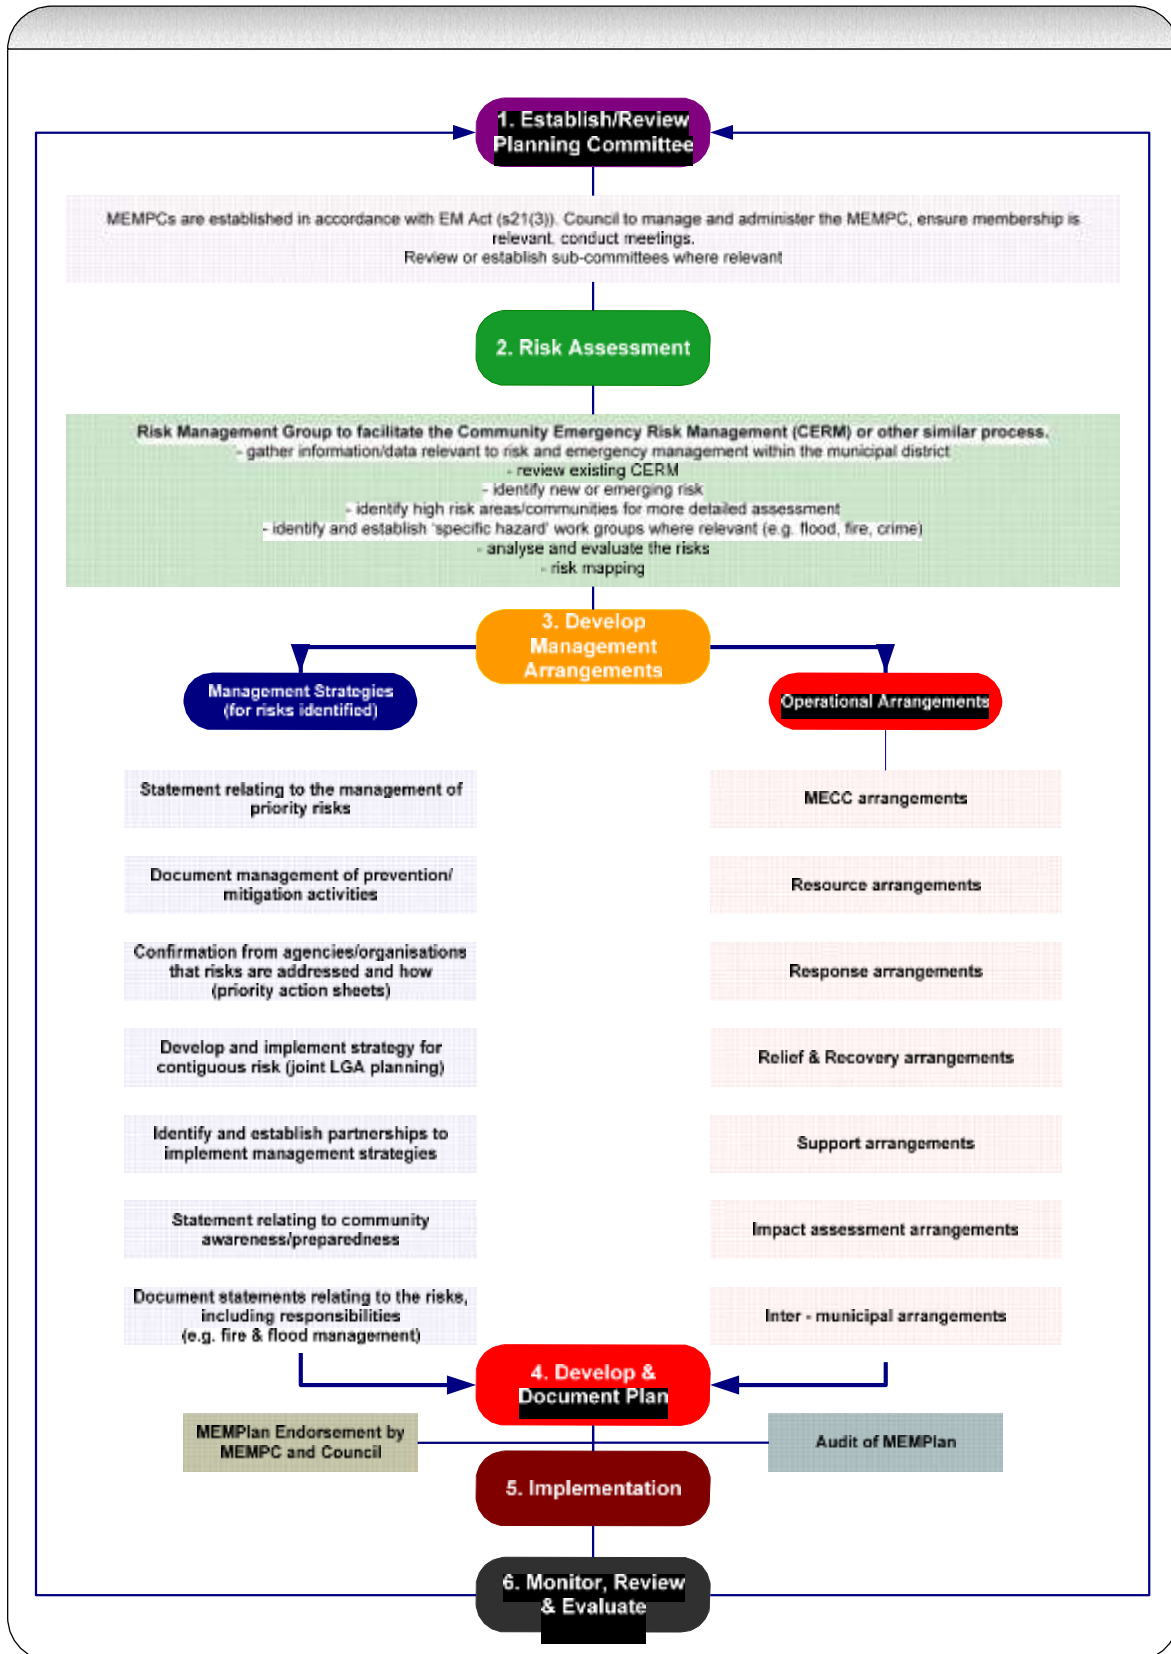 1. Establish/Review
Planning Committee
MEMPCs are established in accordance with EM Act (s21(3)). Council to manage and administer the MEMPC, ensure membership is
relevant, conduct meetings.
Review or establish sub-committees where relevant
2. Risk Assessment
Risk Management Group to facilitate the Community Emergency Risk Management (CERM) or other similar process.
- gather information/data relevant to risk and emergency management within the municipal district
- review existing CERM
- identify new or emerging risk
- identify high risk areas/communities for more detailed assessment
- identify and establish 'specific hazard' work groups where relevant (e.g. flood, fire, crime)
- analyse and evaluate the risks
- risk mapping
3. Develop
Management
Arrangements
Management Strategies
(for risks identified)
Statement relating to the management of
priority risks
Document management of prevention/
mitigation activities
Confirmation from agencies/organisations
that risks are addressed and how
(priority action sheets)
Develop and implement strategy for
contiguous risk (joint LGA planning)
Identify and establish partnerships to
implement management strategies
Statement relating to community
awareness/preparedness
Document statements relating to the risks,
including responsibilities
(e.g. fire & flood management)
Operational Arrangements
MECC arrangements
Resource arrangements
Response arrangements
Relief & Recovery arrangements
Support arrangements
Impact assessment arrangements
Inter - municipal arrangements
4. Develop &
Document Plan
MEMPlan Endorsement by
MEMPC and Council
Audit of MEMPlan
5. Implementation
6. Monitor, Review
& Evaluate